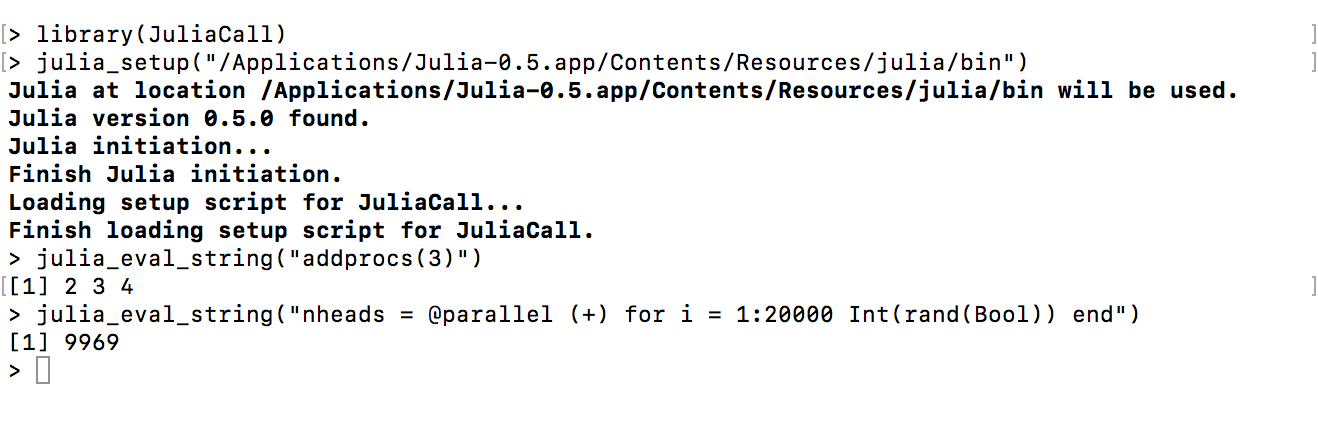 [> library(JuliaCall) ]
[> julia_setup("/Applications/Julia-0.5.app/Contents/Resources/julia/bin") ]
Julia at location /Applications/Julia-0.5.app/Contents/Resources/julia/bin will be used.
Julia version 0.5.0 found.
Julia initiation...
Finish Julia initiation.
Loading setup script for JuliaCall...
Finish loading setup script for JuliaCall.
> julia_eval_string("addprocs(3)")
[[1] 2 3 4 ]
> julia_eval_string("nheads = @parallel (+) for i = 1:20000 Int(rand(Bool)) end")
[1] 9969
>